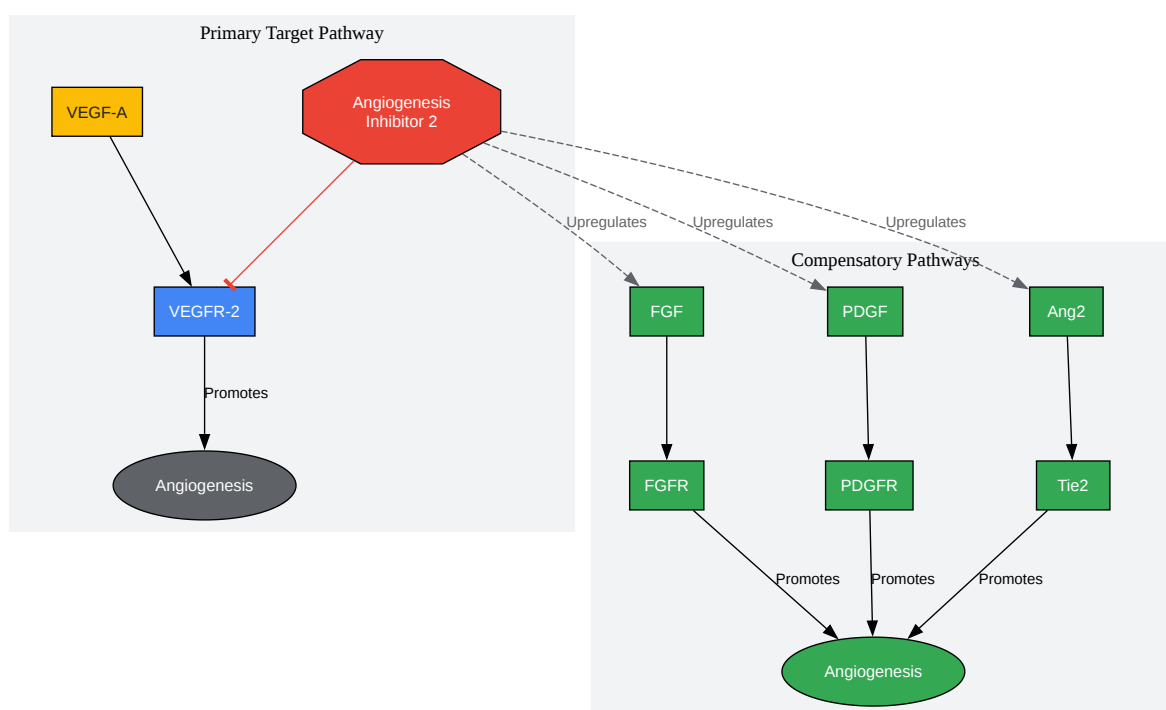 Primary Target Pathway
VEGF-A
Angiogenesis
Inhibitor 2
Upregulates
Upregulates
Upregulates
Compensatory Pathways
VEGFR-2
FGF
PDGF
Ang2
Promotes
Angiogenesis
FGFR
PDGFR
Tie2
Promotes
Promotes
Promotes
Angiogenesis